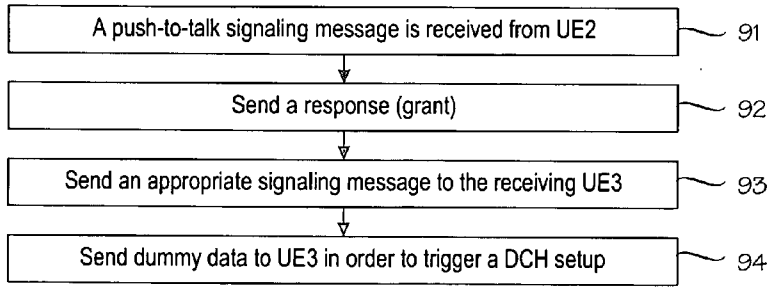 A push-to-talk signaling message is received from UE2 91
Send a response (grant) 92
Send an appropriate signaling message to the receiving UE3 93
Send dummy data to UE3 in order to trigger a DCH setup 94